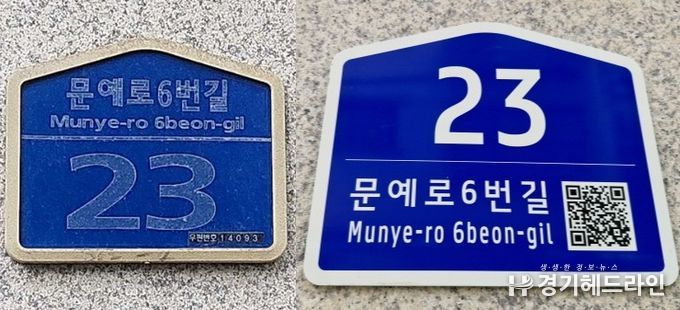 문예로6번길
Munye-ro 6beon-gil
23
우편번호 14093
23
문예로6번길
Munye-ro 6beon-gil
생·생·한 경·보·뉴·스
경기헤드라인